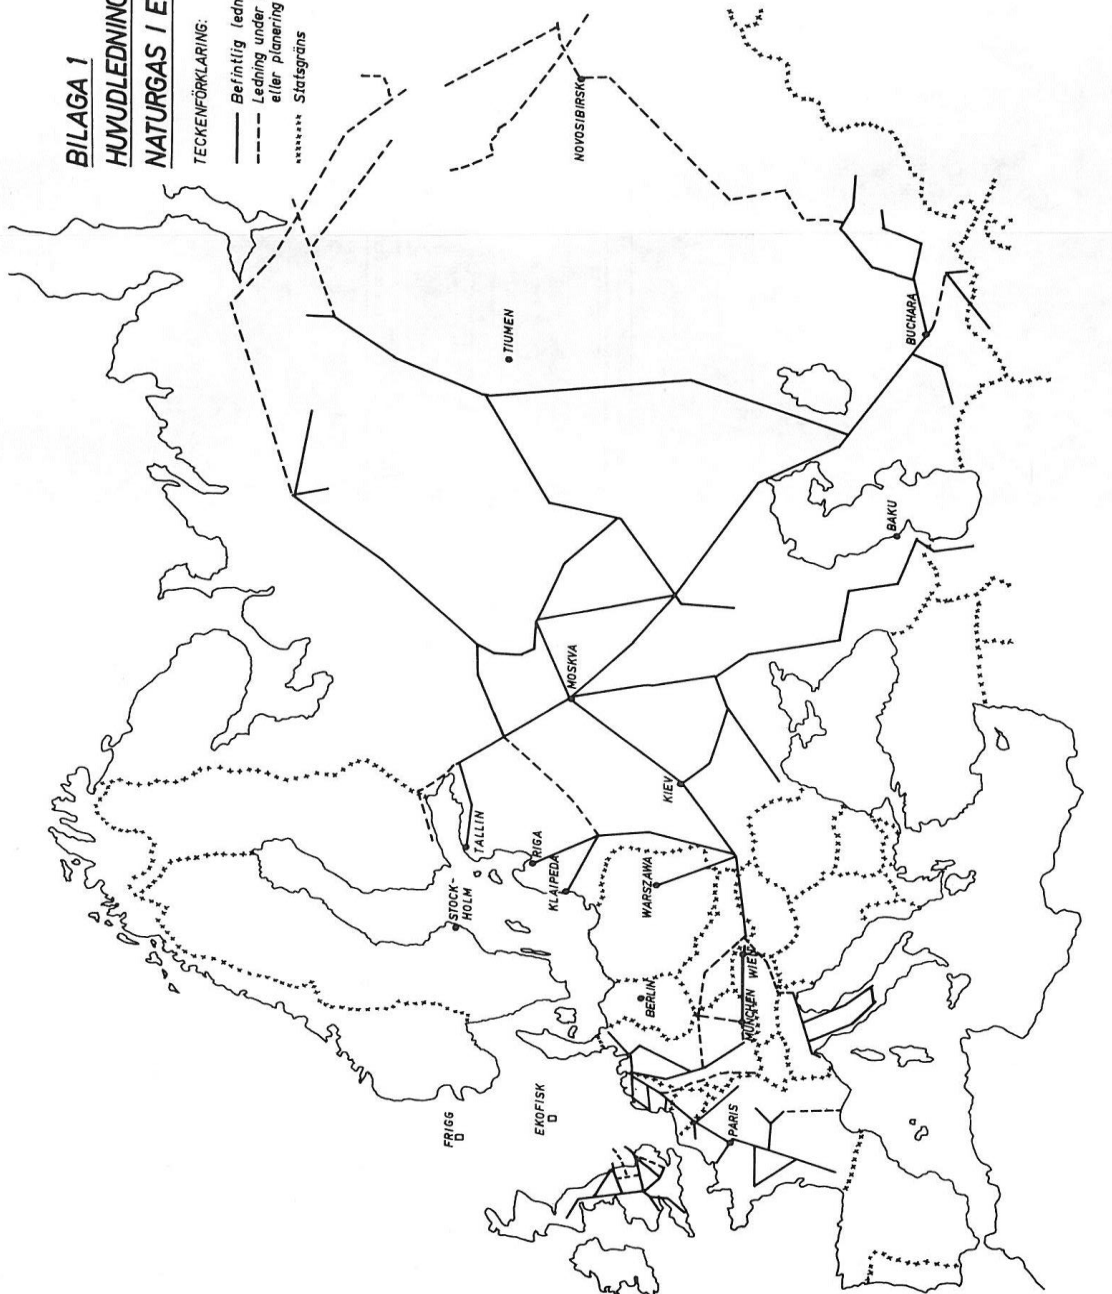 BILAGA 1
HUVUDLEDNING
NATURGAS I E
TECKENFÖRKLARING:
Befintlig ledn
Ledning under
eller planering
Statsgräns
NOVOSIBIRSK
TIUMEN
BUCHARA
BAKU
MOSKVA
KIEV
TALLIN
RIGA
KLAIPEDA
WARSZAWA
STOCK-
HOLM
BERLIN
WIEN
MÜNCHEN
FRIGG
EKOFISK
PARIS